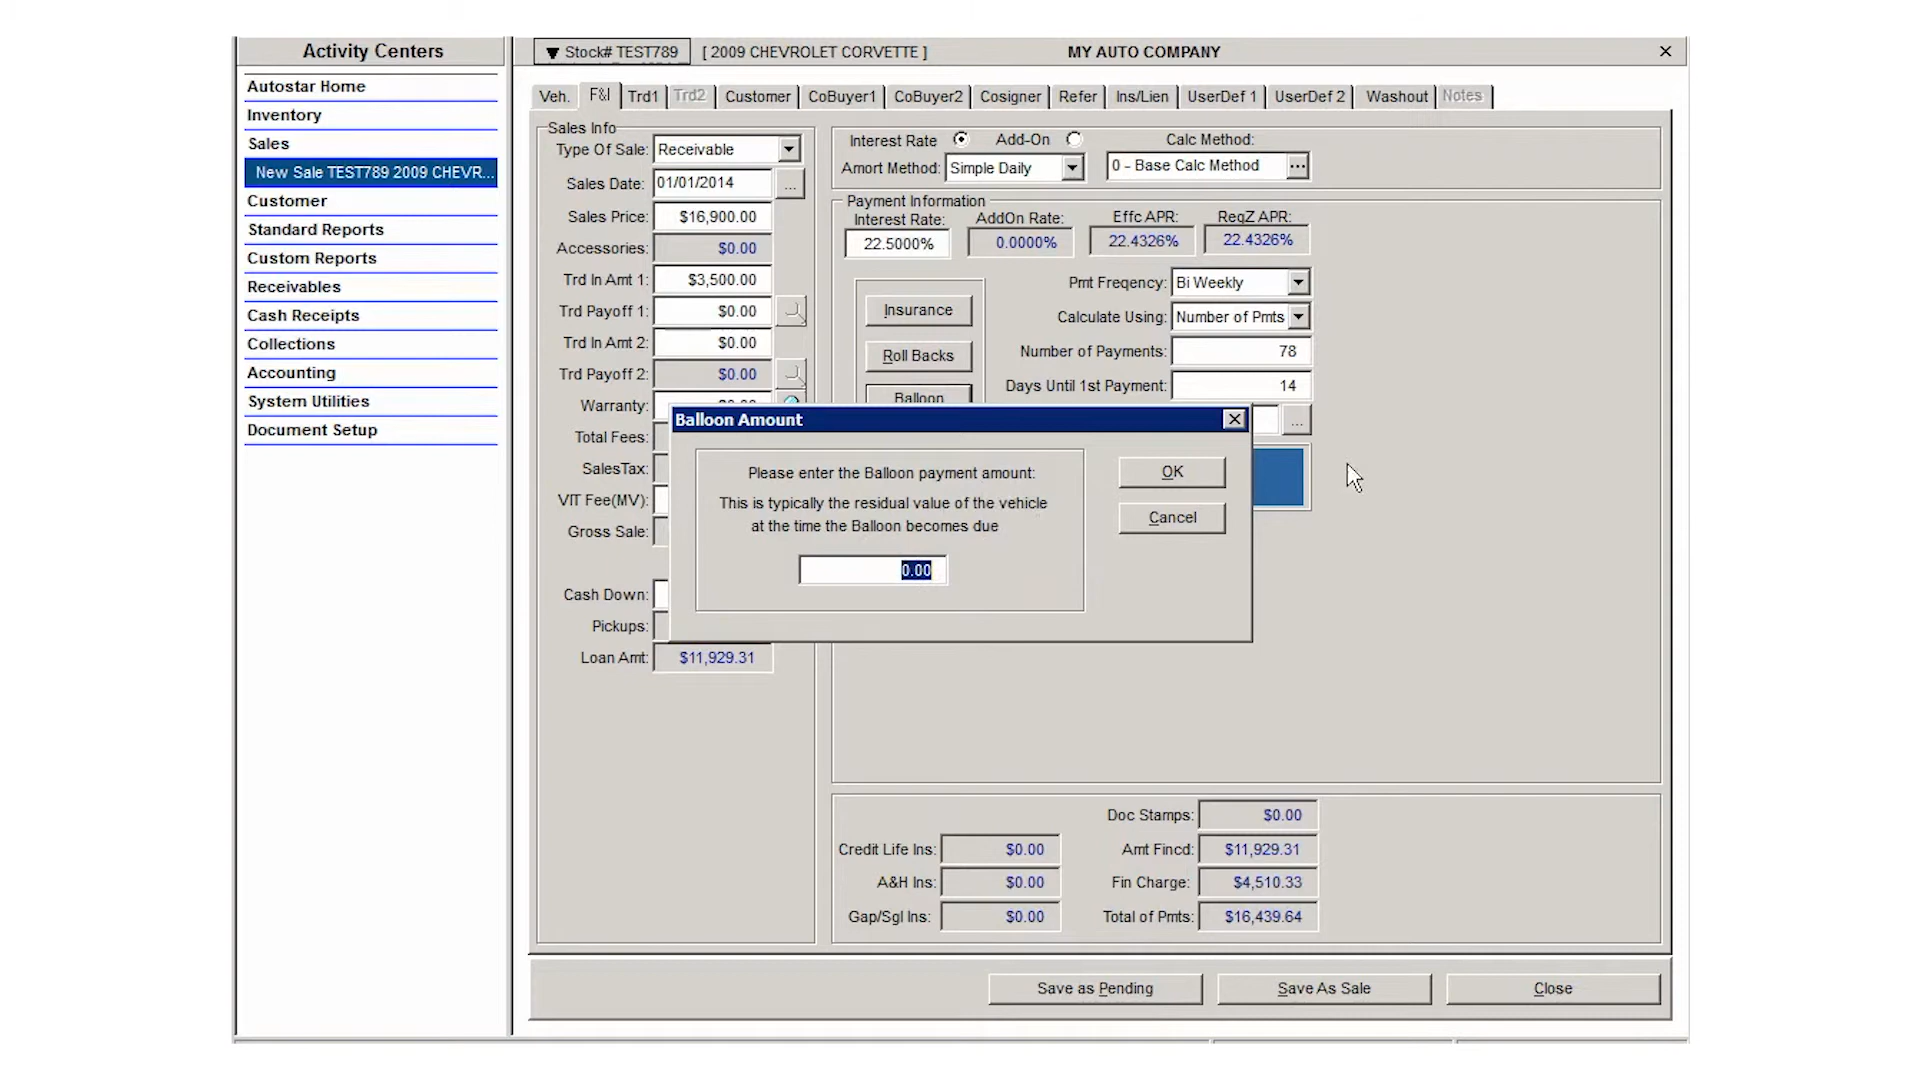 Activity Centers
Autostar Home
Inventory
Sales
New Sale TEST789 2009 CHEVR...
Customer
Standard Reports
Custom Reports
Receivables
Cash Receipts
Collections
Accounting
System Utilities
Document Setup
Stock# TEST789 [ 2009 CHEVROLET CORVETTE ] MY AUTO COMPANY
Veh. F&I Trd1 Trd2 Customer CoBuyer1 CoBuyer2 Cosigner Refer Ins/Lien UserDef 1 UserDef 2 Washout Notes
Sales Info
Type Of Sale: Receivable
Sales Date: 01/01/2014 ...
Sales Price: $16,900.00
Accessories: $0.00
Trd In Amt 1: $3,500.00
Trd Payoff 1: $0.00
Trd In Amt 2: $0.00
Trd Payoff 2: $0.00
Warranty:
Total Fees:
SalesTax:
VIT Fee(MV):
Gross Sale:
Cash Down:
Pickups:
Loan Amt: $11,929.31
Interest Rate Add-On Calc Method:
Amort Method: Simple Daily 0 - Base Calc Method ...
Payment Information
Interest Rate: AddOn Rate: Effc APR: RegZ APR:
22.5000% 0.0000% 22.4326% 22.4326%
Insurance
Roll Backs
Balloon
Pmt Freqency: Bi Weekly
Calculate Using: Number of Pmts
Number of Payments: 78
Days Until 1st Payment: 14
...
Balloon Amount
Please enter the Balloon payment amount:
This is typically the residual value of the vehicle
at the time the Balloon becomes due
0.00
OK
Cancel
Doc Stamps: $0.00
Credit Life Ins: $0.00 Amt Fincd: $11,929.31
A&H Ins: $0.00 Fin Charge: $4,510.33
Gap/Sgl Ins: $0.00 Total of Pmts: $16,439.64
Save as Pending Save As Sale Close